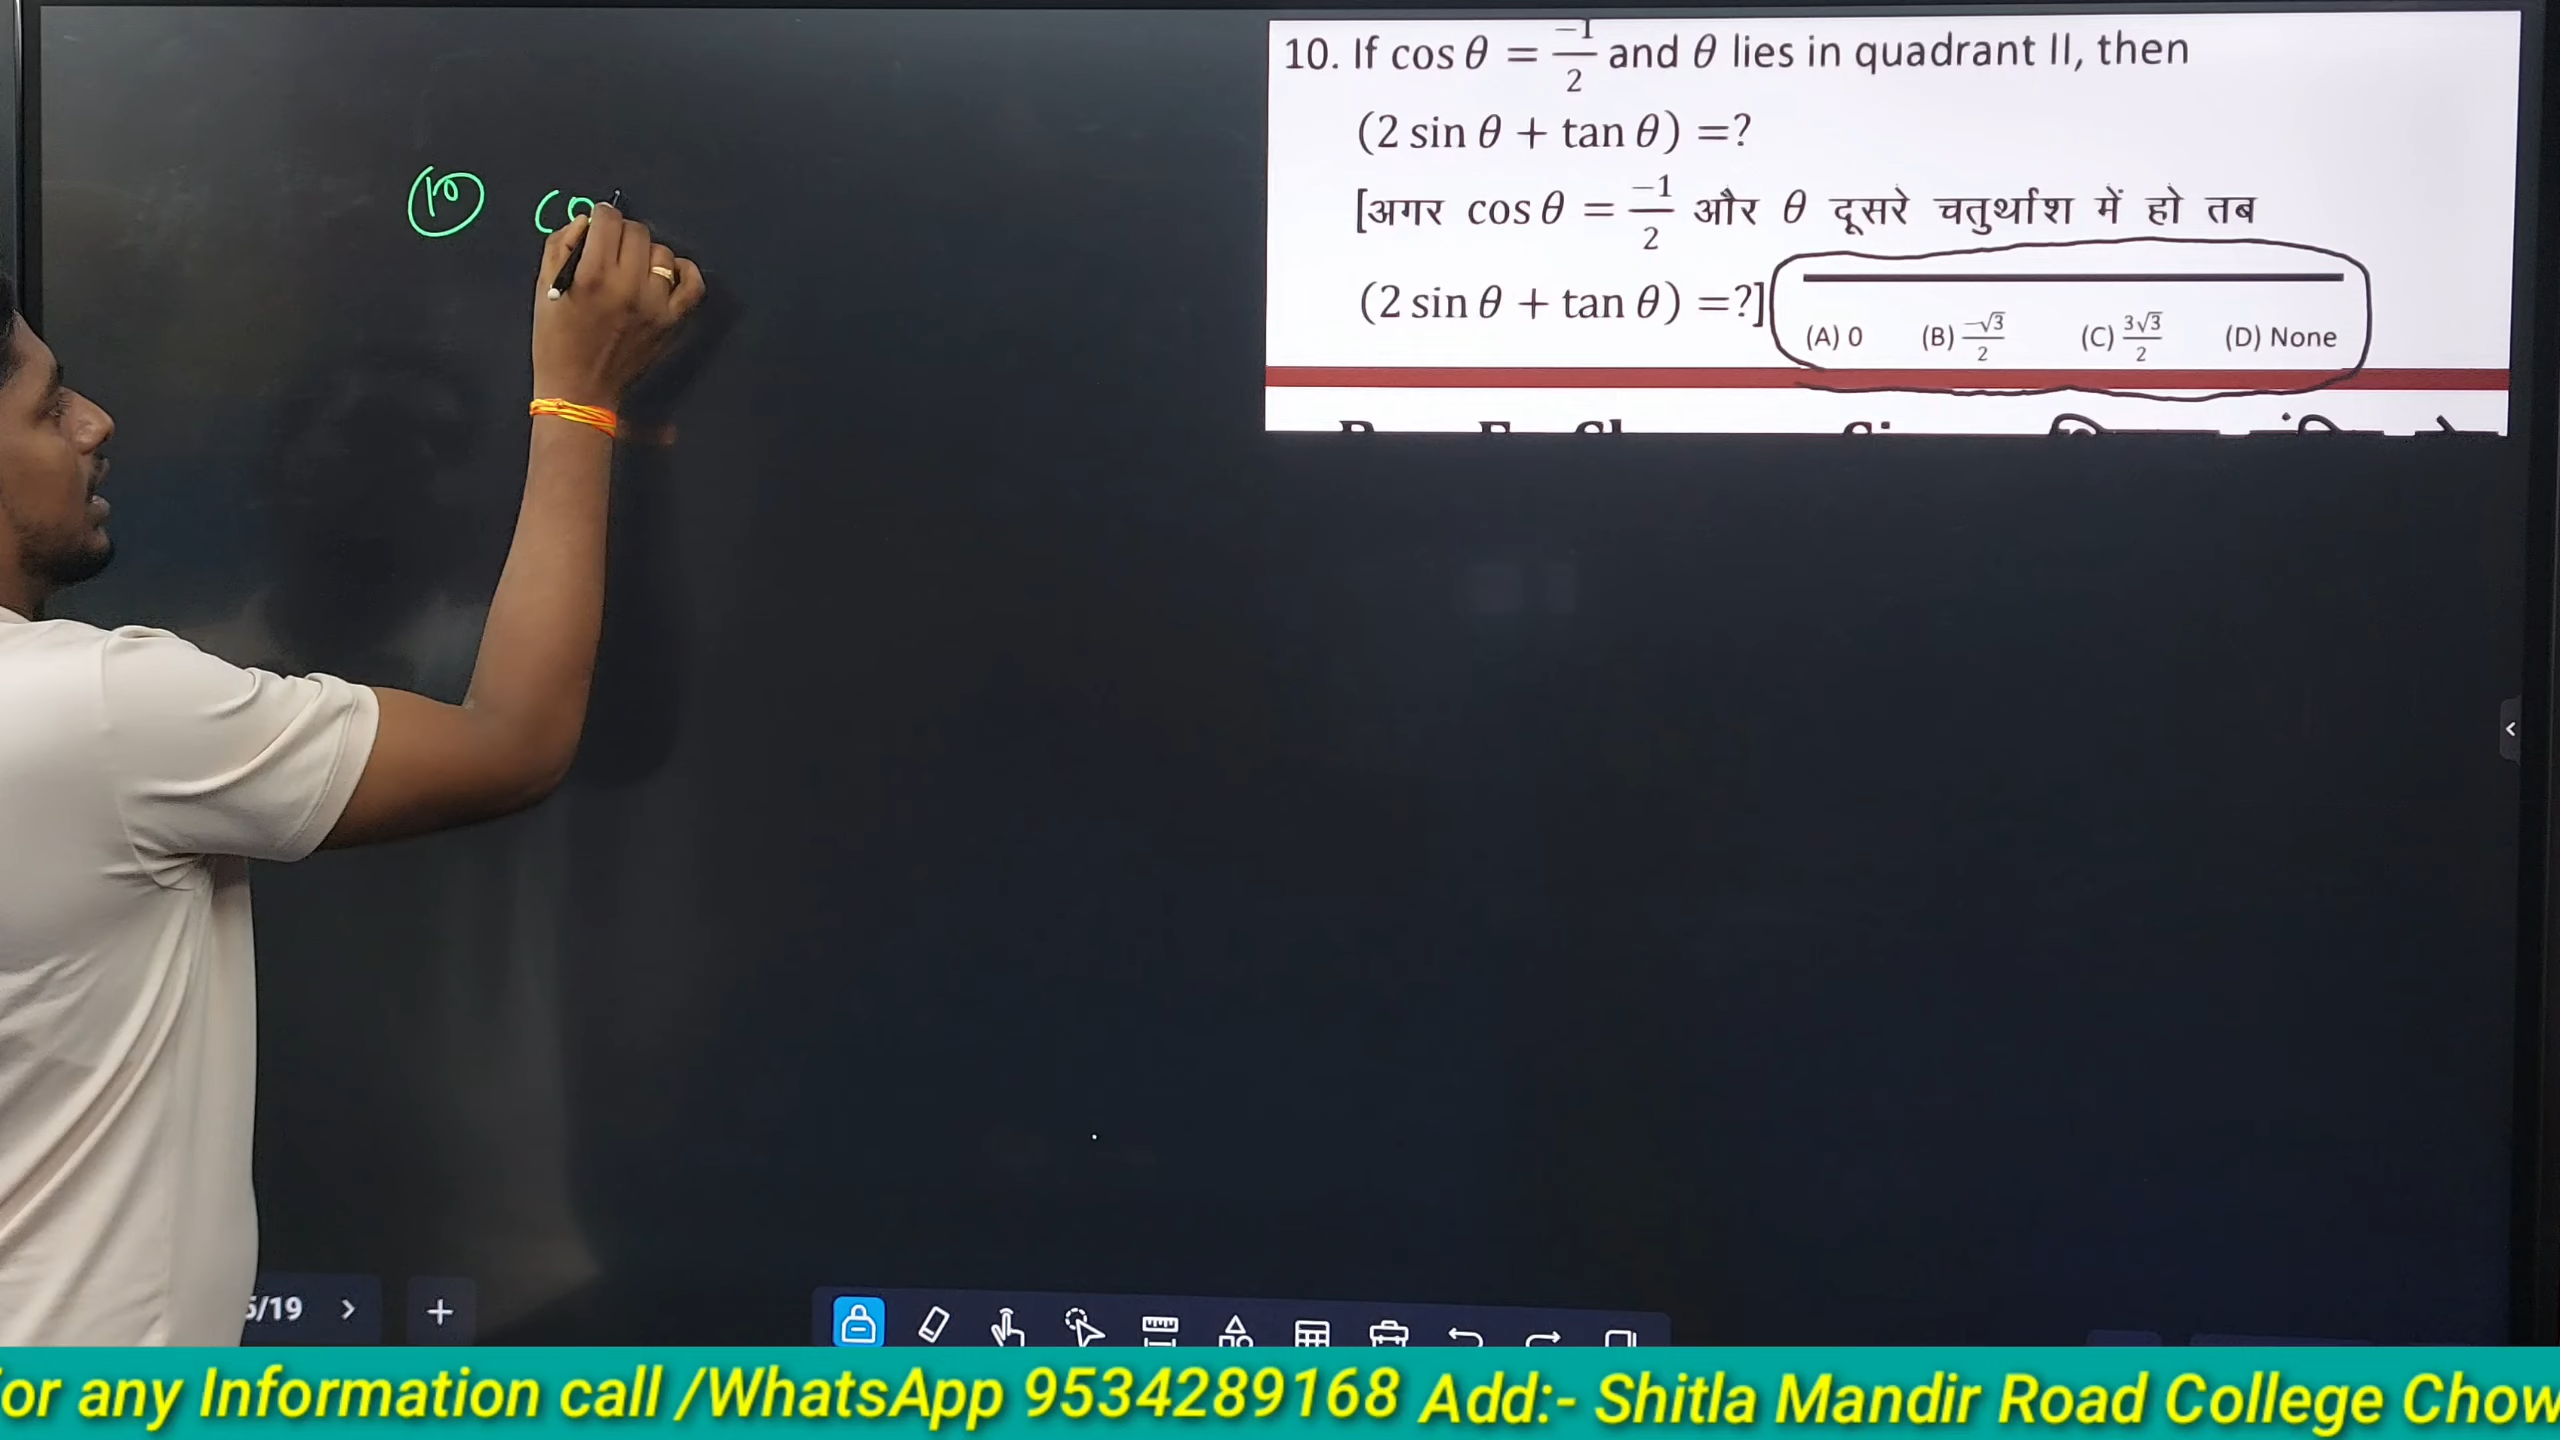 10. If cos θ = −1/2 and θ lies in quadrant II, then
(2 sin θ + tan θ) =?
[अगर cos θ = −1/2 और θ दूसरे चतुर्थांश में हो तब
(2 sin θ + tan θ) =?]
(A) 0 (B) −√3/2 (C) 3√3/2 (D) None
10 co
5/19 > +
or any Information call /WhatsApp 9534289168 Add:- Shitla Mandir Road College Chow